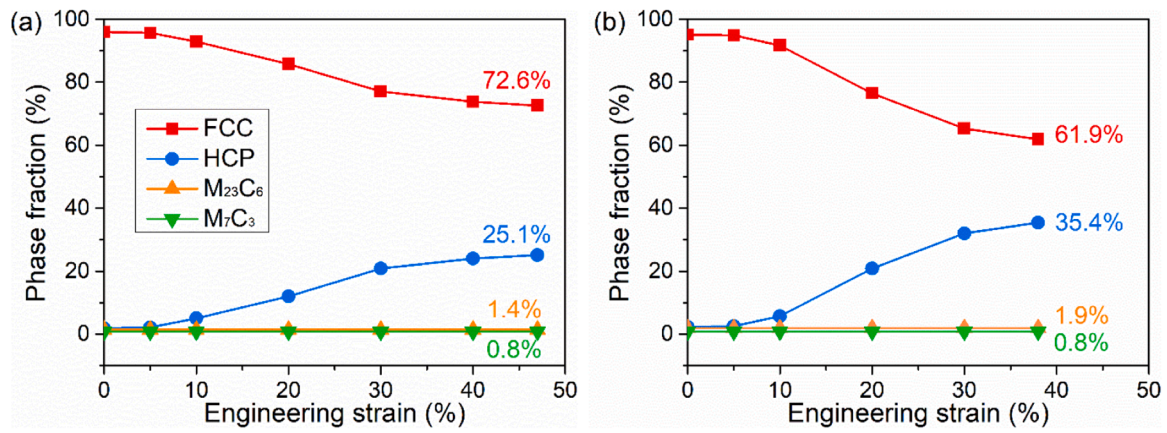 (a)
Phase fraction (%)
100
80
60
40
20
0
FCC
HCP
M₂₃C₆
M₇C₃
72.6%
25.1%
1.4%
0.8%
0 10 20 30 40 50
Engineering strain (%)
(b)
Phase fraction (%)
100
80
60
40
20
0
61.9%
35.4%
1.9%
0.8%
0 10 20 30 40 50
Engineering strain (%)